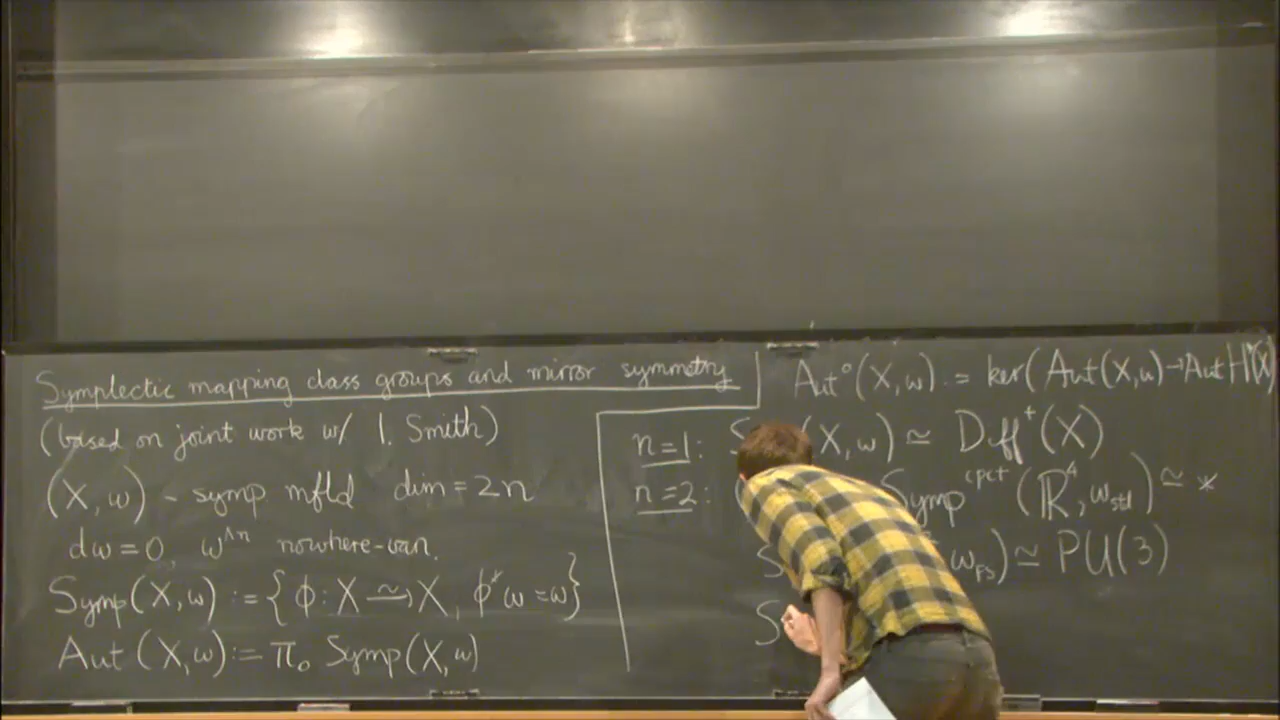 Symplectic mapping class groups and mirror symmetry
(based on joint work w/ I. Smith)
(X, ω) - symp mfld dim = 2n
dω = 0, ω^∧n nowhere-van.
Symp(X, ω) := { ϕ : X ⥲ X, ϕ*ω = ω }
Aut (X, ω) := π₀ Symp(X, ω)
Aut°(X, ω) := ker( Aut(X, ω) → Aut H*(X)
n=1: S (X, ω) ≃ Diff⁺(X)
n=2: ( Symp^cpct (ℝ⁴, ω_std) ≃ *
S ω_FS) ≃ PU(3)
S